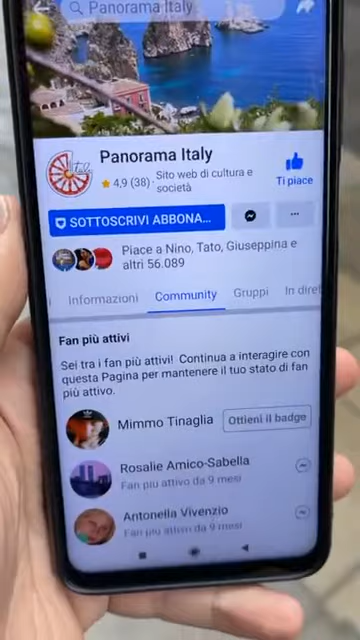 Panorama Italy
Panorama Italy
4,9 (38) · Sito web di cultura e
società
Ti piace
SOTTOSCRIVI ABBONA...
Piace a Nino, Tato, Giuseppina e
altri 56.089
Informazioni Community Gruppi In diret
Fan più attivi
Sei tra i fan più attivi! Continua a interagire con
questa Pagina per mantenere il tuo stato di fan
più attivo.
Mimmo Tinaglia Ottieni il badge
Rosalie Amico-Sabella
Fan più attivo da 9 mesi
Antonella Vivenzio
Fan più attivo da 9 mesi